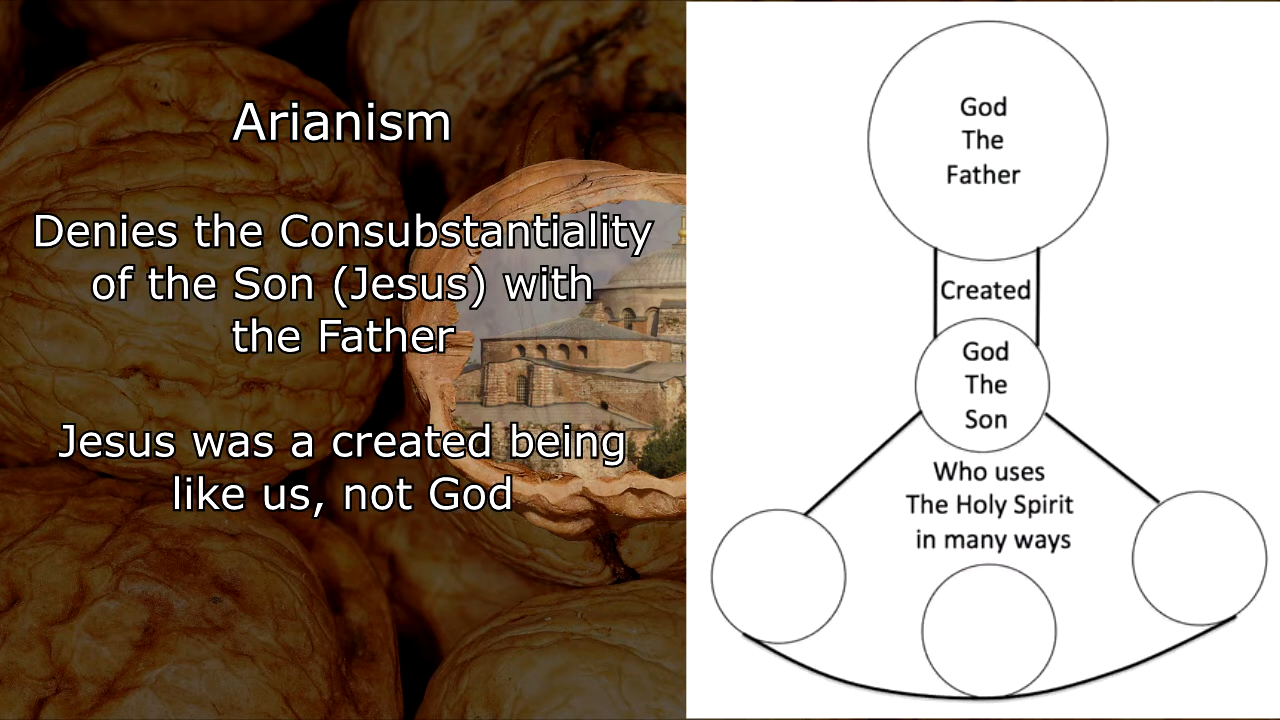 Arianism
Denies the Consubstantiality
of the Son (Jesus) with
the Father
Jesus was a created being
like us, not God
God
The
Father
Created
God
The
Son
Who uses
The Holy Spirit
in many ways